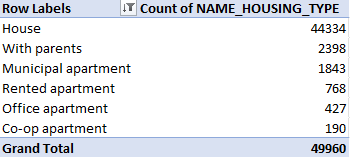 Row Labels Count of NAME_HOUSING_TYPE
House 44334
With parents 2398
Municipal apartment 1843
Rented apartment 768
Office apartment 427
Co-op apartment 190
Grand Total 49960